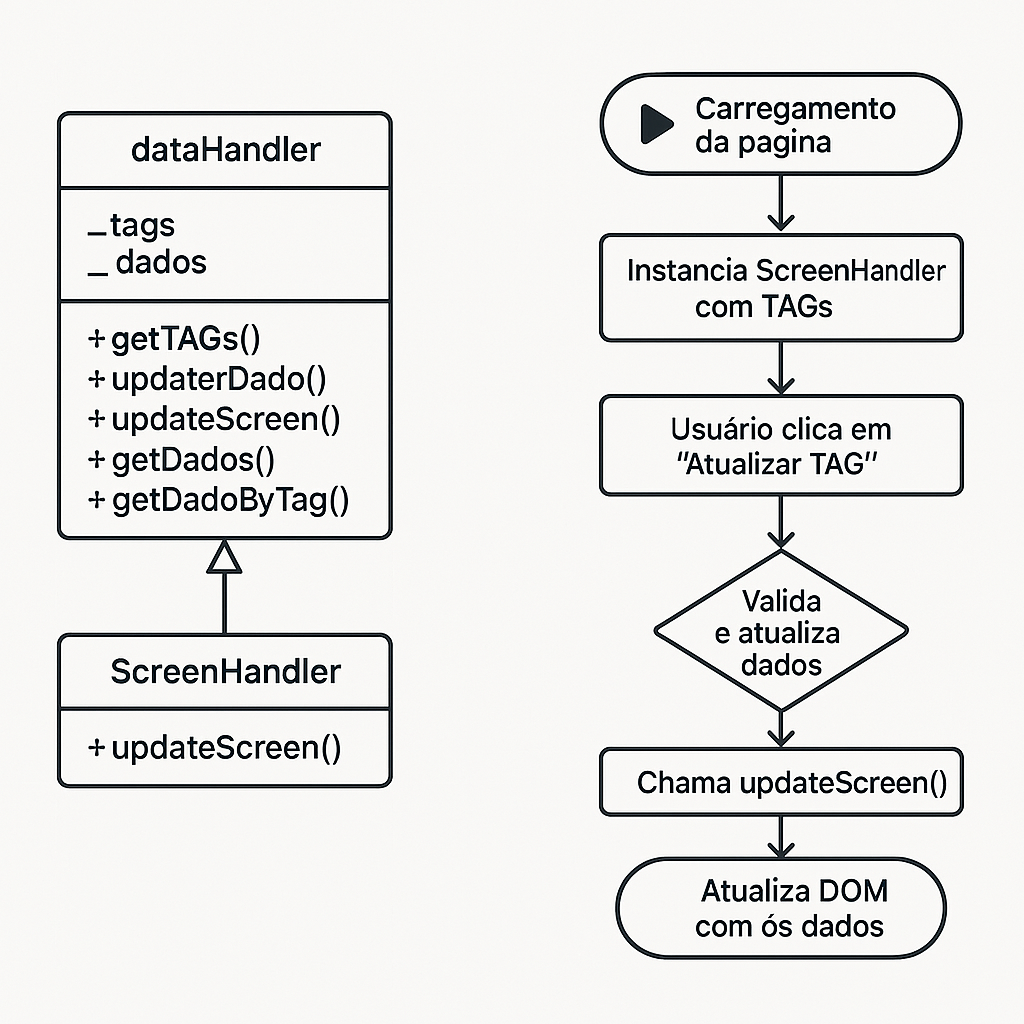 dataHandler
_tags
_ dados
+ getTAGs()
+ updaterDado()
+ updateScreen()
+ getDados()
+ getDadoByTag()
ScreenHandler
+ updateScreen()
Carregamento
da pagina
Instancia ScreenHandler
com TAGs
Usuário clica em
"Atualizar TAG"
Valida
e atualiza
dados
Chama updateScreen()
Atualiza DOM
com ós dados